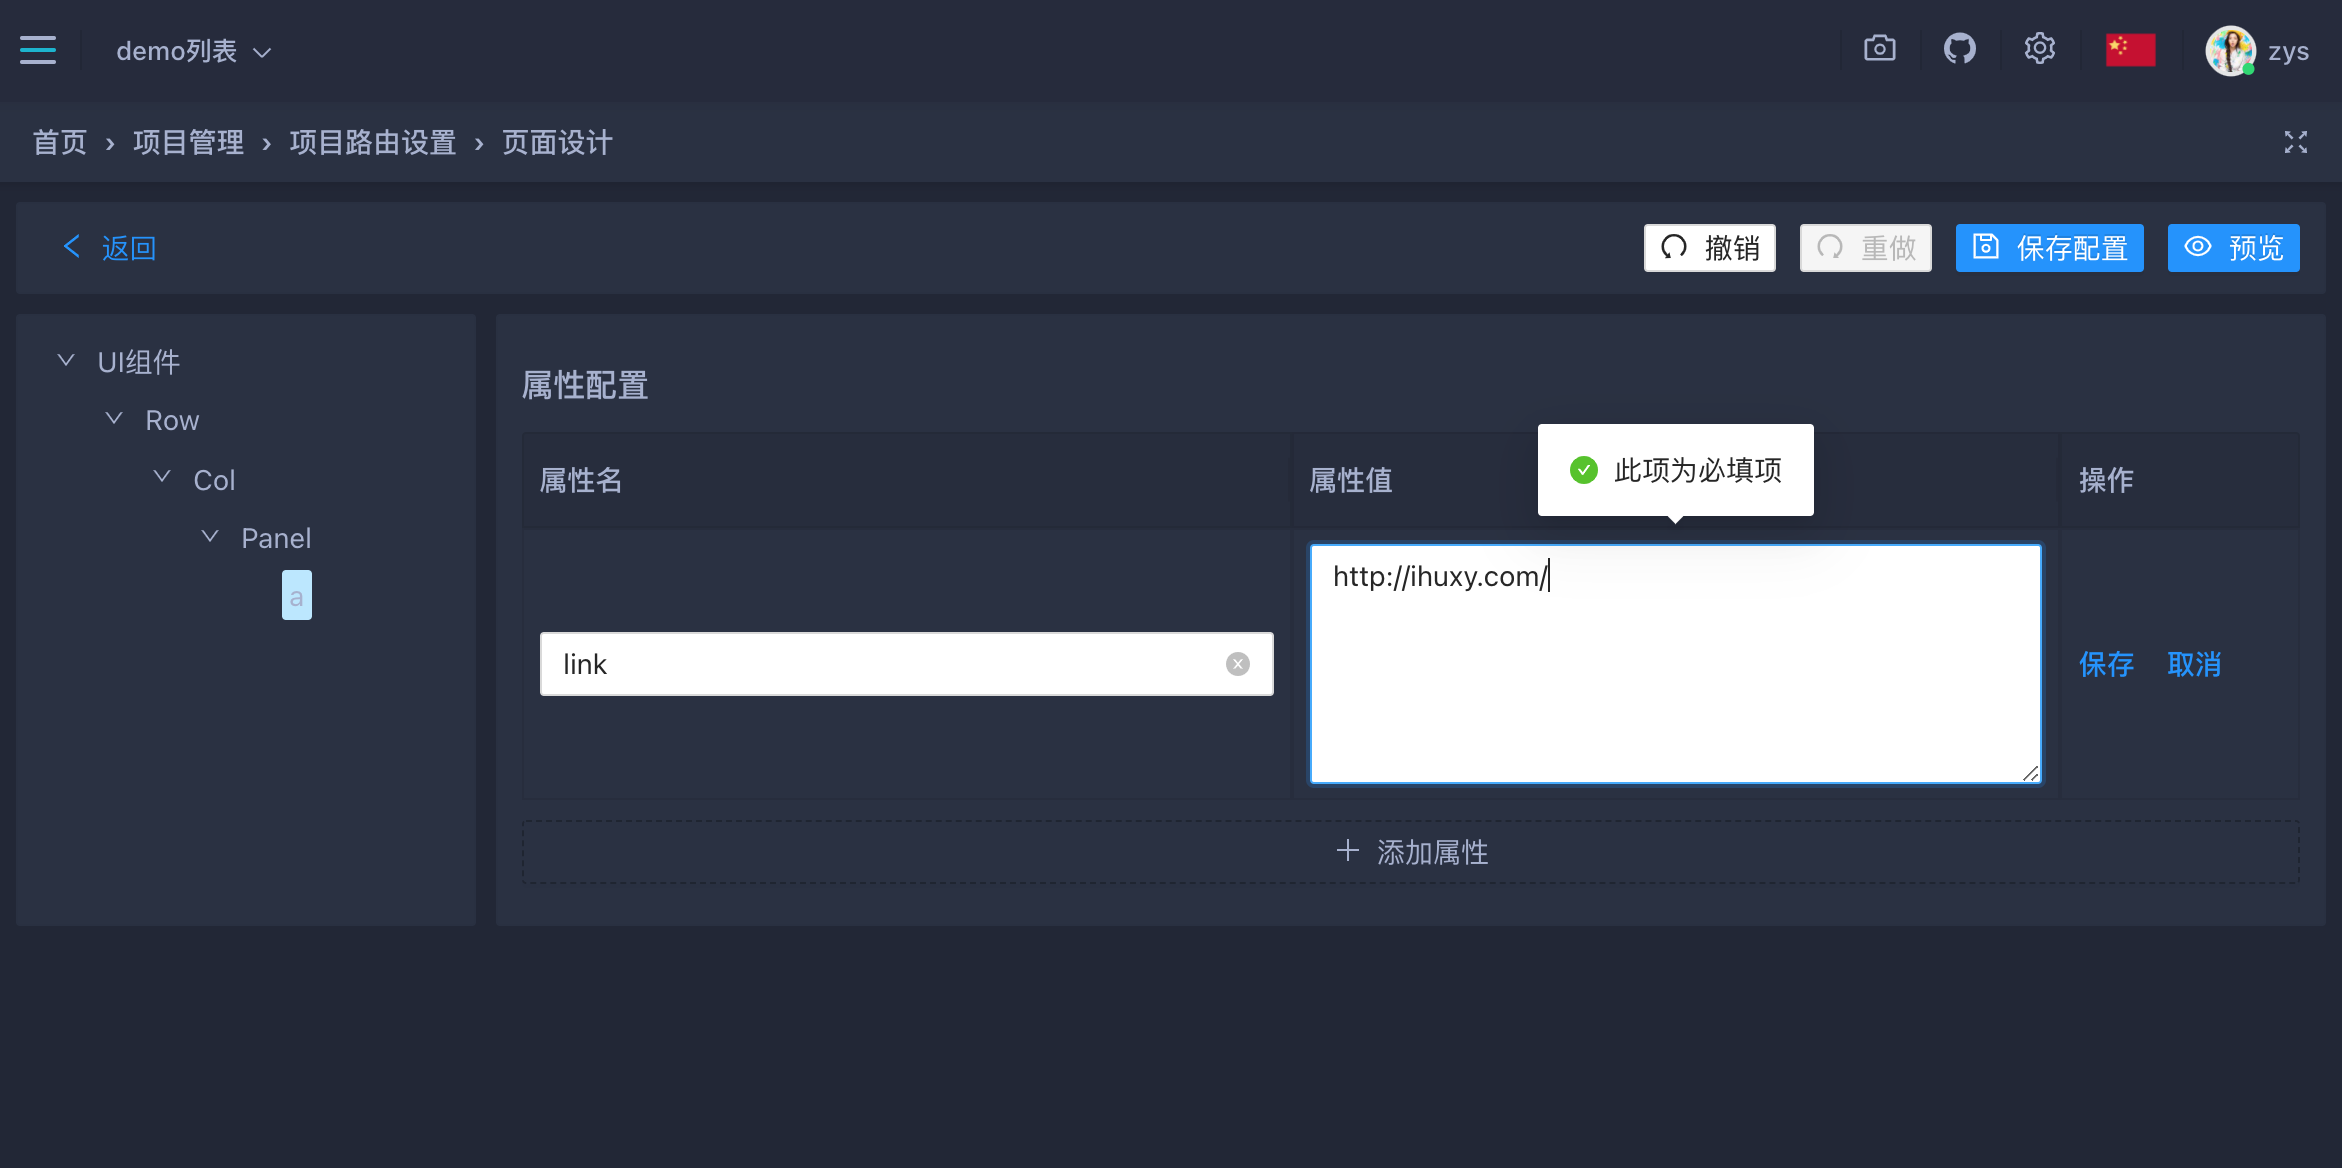 demo列表
zys
首页 › 项目管理 › 项目路由设置 › 页面设计
返回
撤销
重做
保存配置
预览
UI组件
Row
Col
Panel
a
属性配置
属性名
属性值
操作
此项为必填项
link
http://ihuxy.com/
保存
取消
添加属性